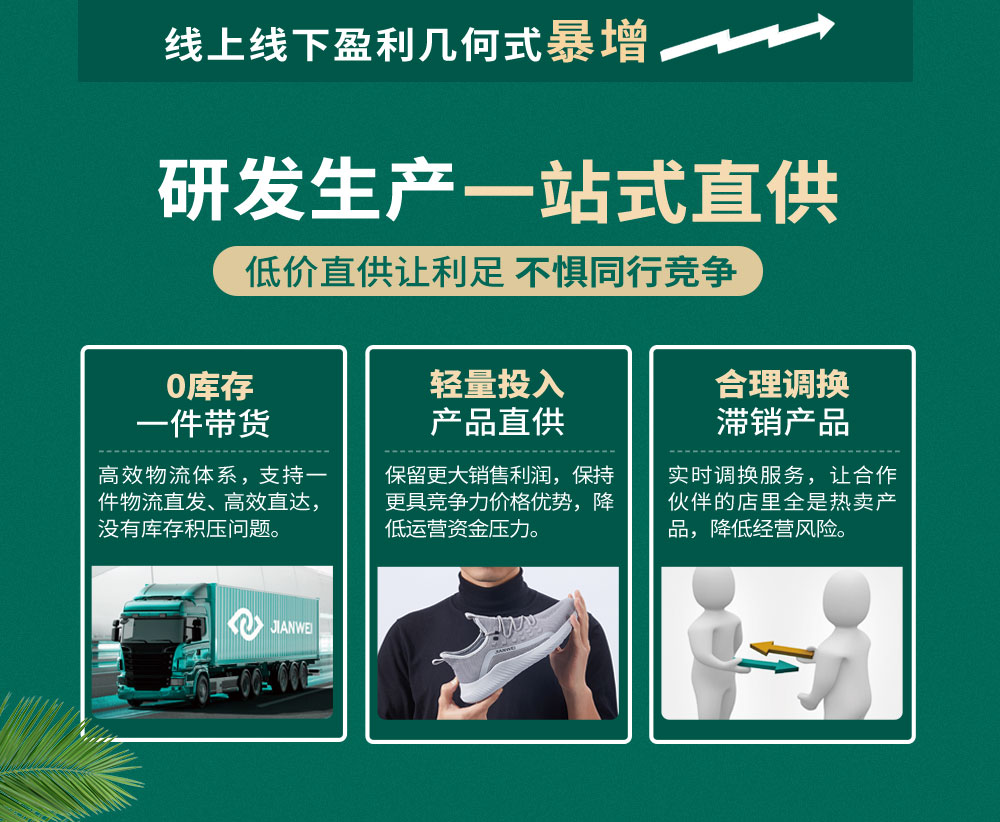 线上线下盈利几何式暴增
研发生产一站式直供
低价直供让利足 不惧同行竞争
0库存
一件带货
高效物流体系，支持一
件物流直发、高效直达，
没有库存积压问题。
JIANWEI
轻量投入
产品直供
保留更大销售利润，保持
更具竞争力价格优势，降
低运营资金压力。
JIANWEI
合理调换
滞销产品
实时调换服务，让合作
伙伴的店里全是热卖产
品，降低经营风险。